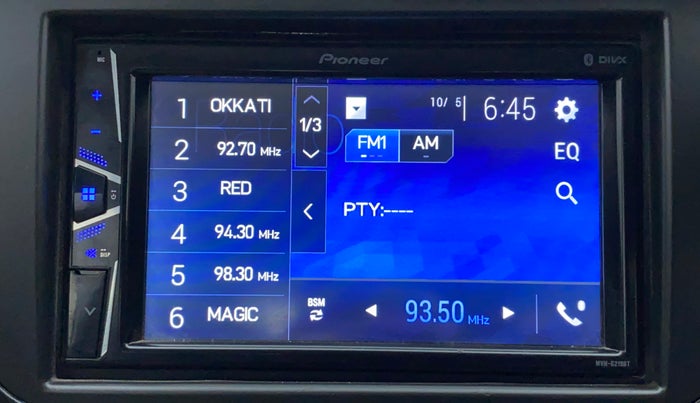 Pioneer
DIVX
MIC
1 OKKATI
2 92.70 MHz
3 RED
4 94.30 MHz
5 98.30 MHz
6 MAGIC
1/3
10/ 5 6:45
FM1 AM
EQ
PTY:----
BSM
93.50 MHz
DISP